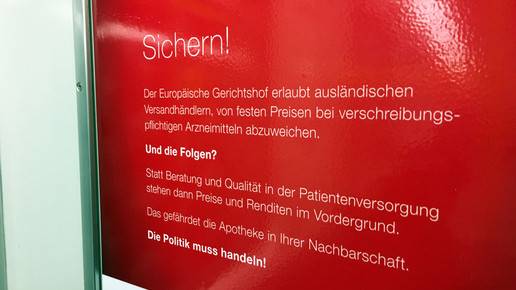 Sichern!
Der Europäische Gerichtshof erlaubt ausländischen
Versandhändlern, von festen Preisen bei verschreibungs-
pflichtigen Arzneimitteln abzuweichen.
Und die Folgen?
Statt Beratung und Qualität in der Patientenversorgung
stehen dann Preise und Renditen im Vordergrund.
Das gefährdet die Apotheke in Ihrer Nachbarschaft.
Die Politik muss handeln!